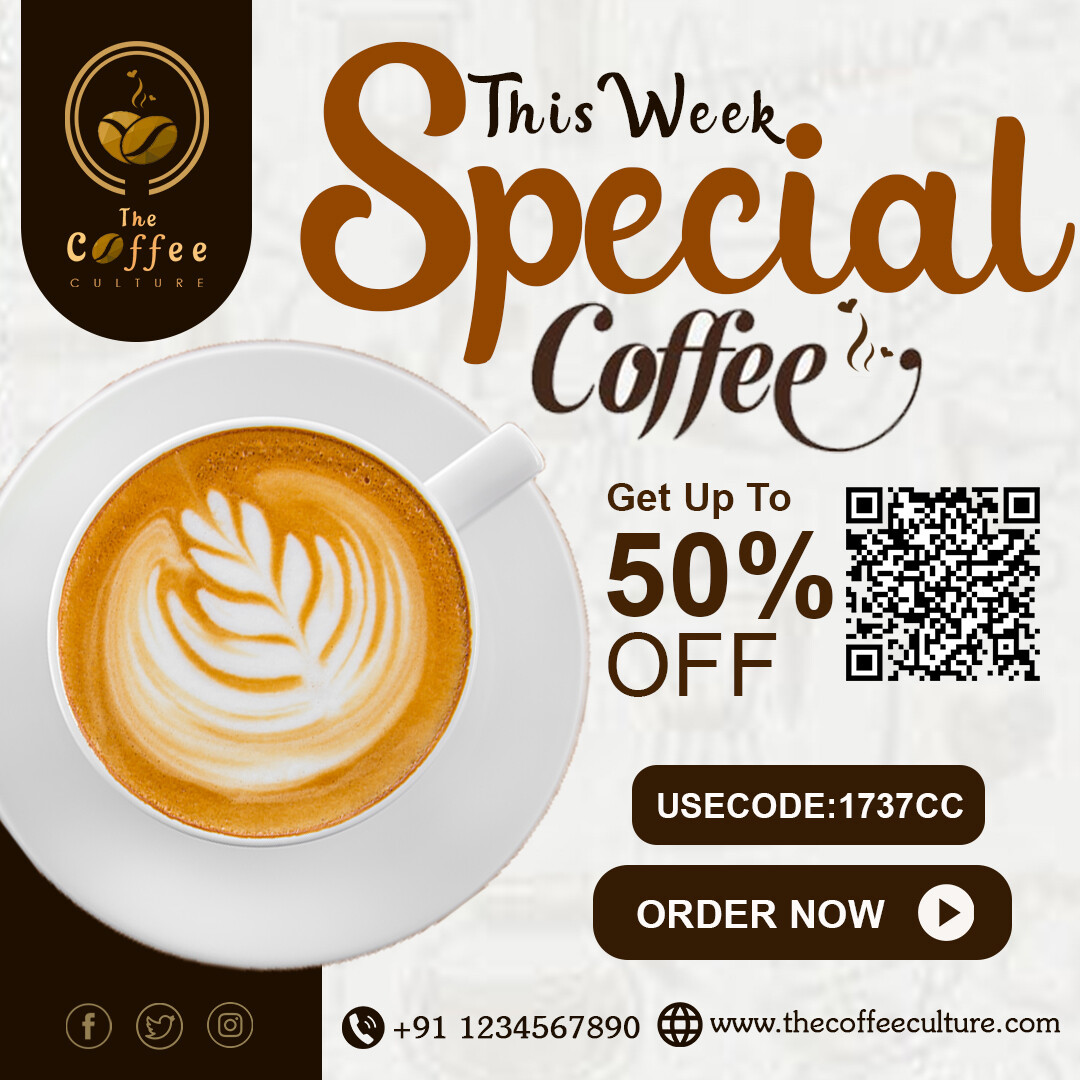 The
Coffee
CULTURE
This Week
Special
Coffee
Get Up To
50%
OFF
USECODE:1737CC
ORDER NOW
+91 1234567890
www.thecoffeeculture.com